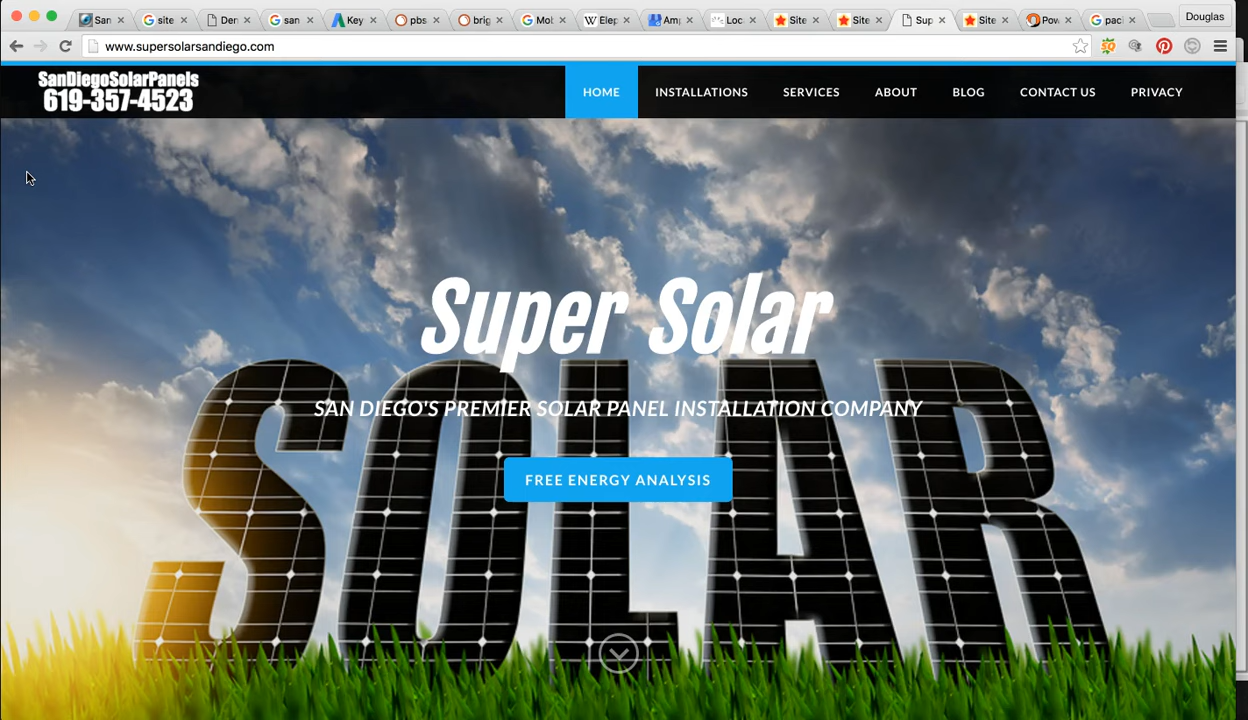 San
site
Der
san
Key
pbs
brig
Mol
Elep
Am
Loc
Site
Site
Sup
Site
Pow
paci
Douglas
www.supersolarsandiego.com
SanDiegoSolarPanels
619-357-4523
HOME
INSTALLATIONS
SERVICES
ABOUT
BLOG
CONTACT US
PRIVACY
Super Solar
SOLAR
SAN DIEGO'S PREMIER SOLAR PANEL INSTALLATION COMPANY
FREE ENERGY ANALYSIS